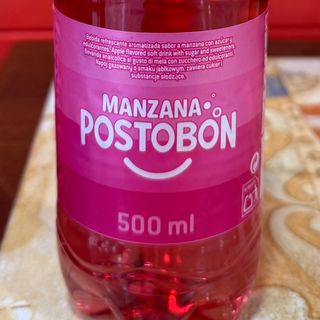 Bebida refrescante aromatizada sabor a manzana con azúcar y
edulcorantes. Apple flavored soft drink with sugar and sweeteners.
Bevanda analcolica al gusto di mela con zucchero ed edulcoranti.
Napój gazowany o smaku jabłkowym, zawiera cukier i
substancje słodzące.
MANZANA
POSTOBÓN
500 ml